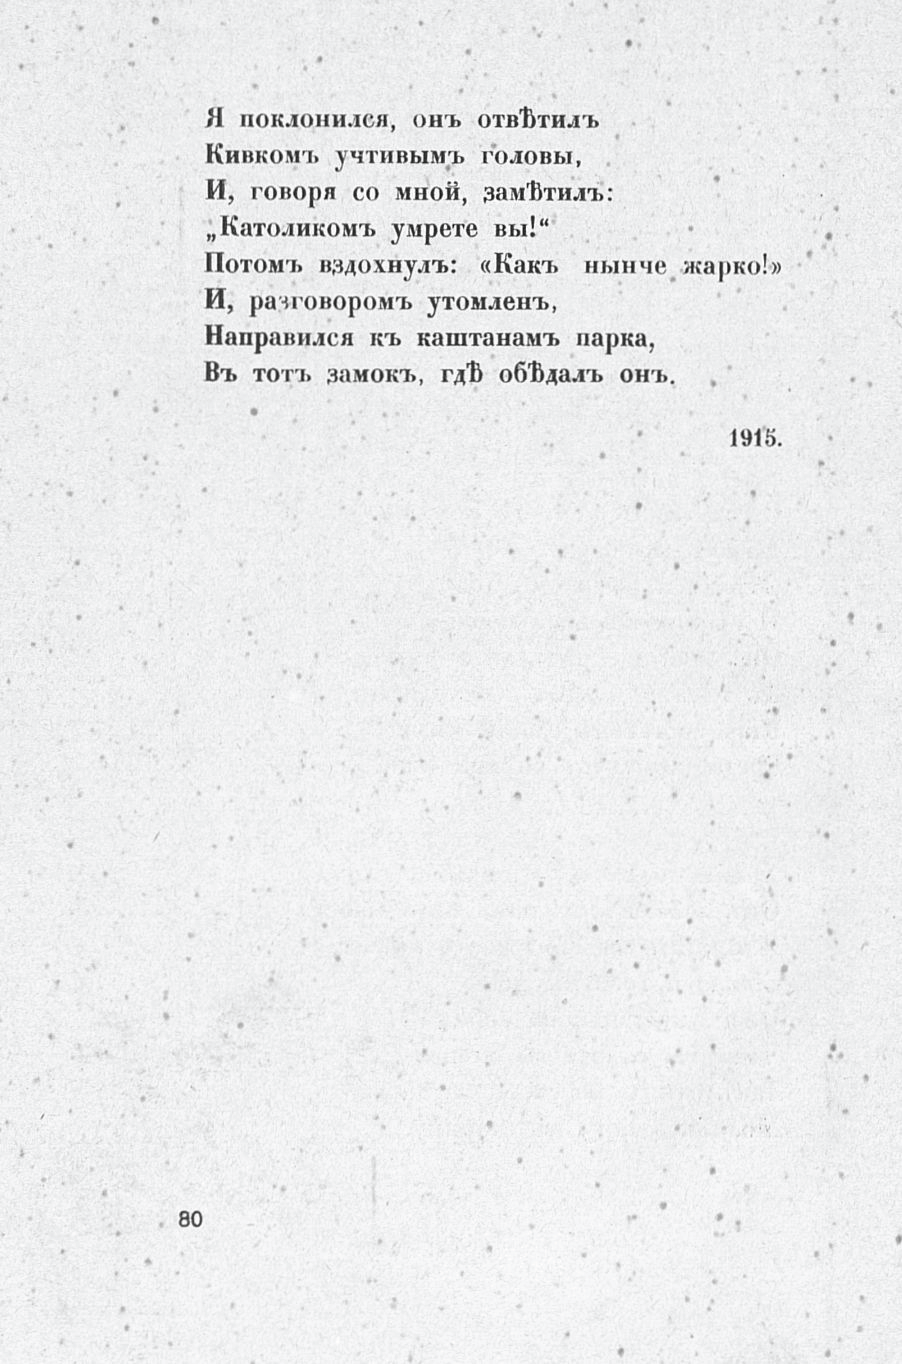 Я поклонился, онъ отвѣтилъ
Кивкомъ учтивымъ головы,
И, говоря со мной, замѣтилъ:
„Католикомъ умрете вы!“
Потомъ вздохнулъ: «Какъ нынче жарко!»
И, разговоромъ утомленъ,
Направился къ каштанамъ парка,
Въ тотъ замокъ, гдѣ обѣдалъ онъ.
1915.
80